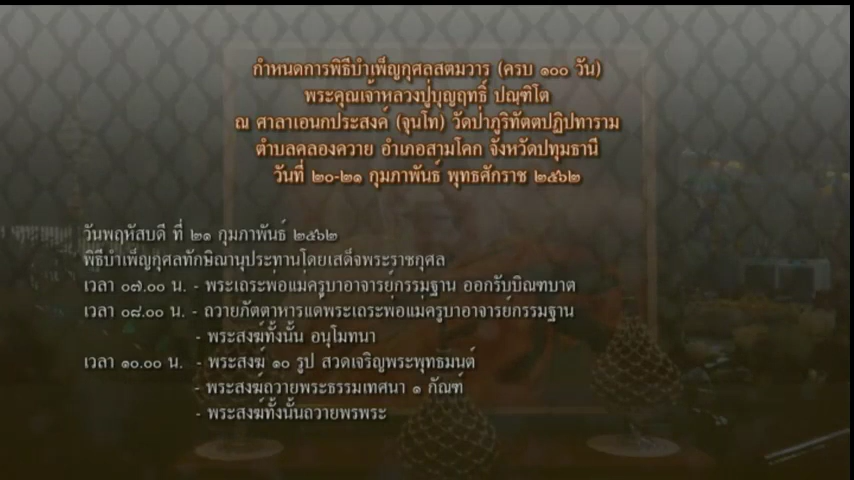 กำหนดการพิธีบำเพ็ญกุศลสตมวาร (ครบ ๑๐๐ วัน)
พระคุณเจ้าหลวงปู่บุญฤทธิ์ ปณฺฑิโต
ณ ศาลาเอนกประสงค์ (จุนโท) วัดป่าภูริทัตตปฏิปทาราม
ตำบลคลองควาย อำเภอสามโคก จังหวัดปทุมธานี
วันที่ ๒๐-๒๑ กุมภาพันธ์ พุทธศักราช ๒๕๖๒
วันพฤหัสบดี ที่ ๒๑ กุมภาพันธ์ ๒๕๖๒
พิธีบำเพ็ญกุศลทักษิณานุประทานโดยเสด็จพระราชกุศล
เวลา ๐๗.๐๐ น. - พระเถระพ่อแม่ครูบาอาจารย์กรรมฐาน ออกรับบิณฑบาต
เวลา ๐๘.๐๐ น. - ถวายภัตตาหารแด่พระเถระพ่อแม่ครูบาอาจารย์กรรมฐาน
- พระสงฆ์ทั้งนั้น อนุโมทนา
เวลา ๑๐.๐๐ น. - พระสงฆ์ ๑๐ รูป สวดเจริญพระพุทธมนต์
- พระสงฆ์ถวายพระธรรมเทศนา ๑ กัณฑ์
- พระสงฆ์ทั้งนั้นถวายพรพระ